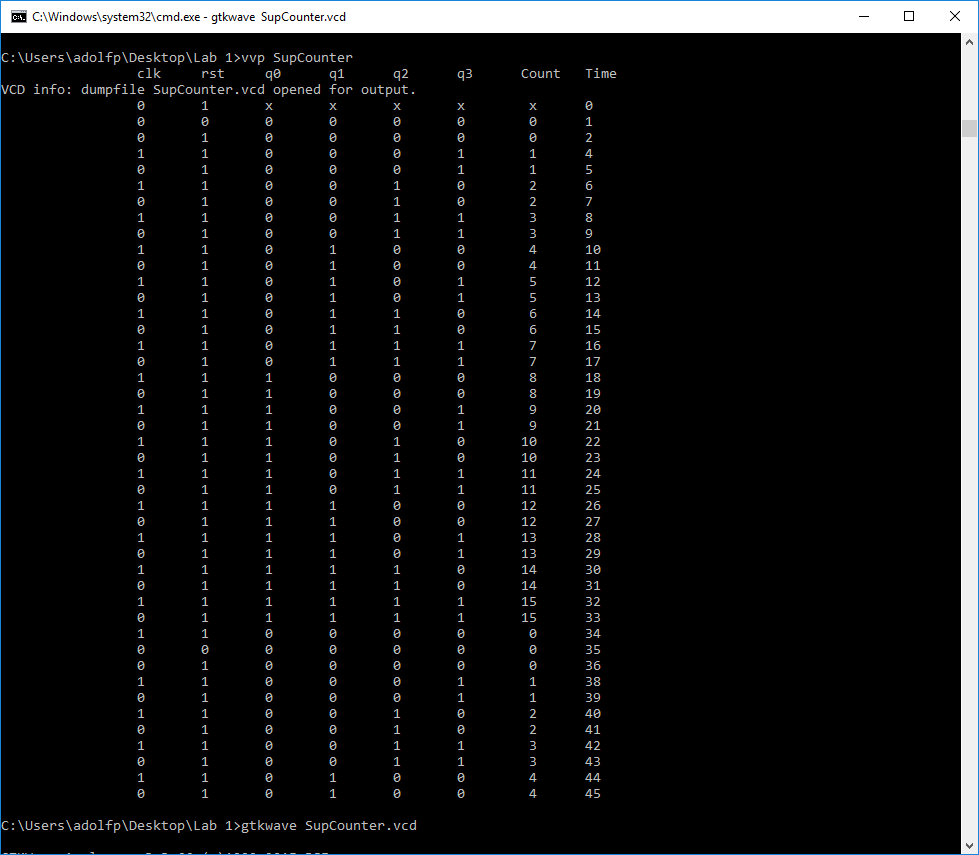 C:\Windows\system32\cmd.exe - gtkwave SupCounter.vcd
C:\Users\adolfp\Desktop\Lab 1>vvp SupCounter
clk rst q0 q1 q2 q3 Count Time
VCD info: dumpfile SupCounter.vcd opened for output.
0 1 x x x x x 0
0 0 0 0 0 0 0 1
0 1 0 0 0 0 0 2
1 1 0 0 0 1 1 4
0 1 0 0 0 1 1 5
1 1 0 0 1 0 2 6
0 1 0 0 1 0 2 7
1 1 0 0 1 1 3 8
0 1 0 0 1 1 3 9
1 1 0 1 0 0 4 10
0 1 0 1 0 0 4 11
1 1 0 1 0 1 5 12
0 1 0 1 0 1 5 13
1 1 0 1 1 0 6 14
0 1 0 1 1 0 6 15
1 1 0 1 1 1 7 16
0 1 0 1 1 1 7 17
1 1 1 0 0 0 8 18
0 1 1 0 0 0 8 19
1 1 1 0 0 1 9 20
0 1 1 0 0 1 9 21
1 1 1 0 1 0 10 22
0 1 1 0 1 0 10 23
1 1 1 0 1 1 11 24
0 1 1 0 1 1 11 25
1 1 1 1 0 0 12 26
0 1 1 1 0 0 12 27
1 1 1 1 0 1 13 28
0 1 1 1 0 1 13 29
1 1 1 1 1 0 14 30
0 1 1 1 1 0 14 31
1 1 1 1 1 1 15 32
0 1 1 1 1 1 15 33
1 1 0 0 0 0 0 34
0 0 0 0 0 0 0 35
0 1 0 0 0 0 0 36
1 1 0 0 0 1 1 38
0 1 0 0 0 1 1 39
1 1 0 0 1 0 2 40
0 1 0 0 1 0 2 41
1 1 0 0 1 1 3 42
0 1 0 0 1 1 3 43
1 1 0 1 0 0 4 44
0 1 0 1 0 0 4 45
C:\Users\adolfp\Desktop\Lab 1>gtkwave SupCounter.vcd